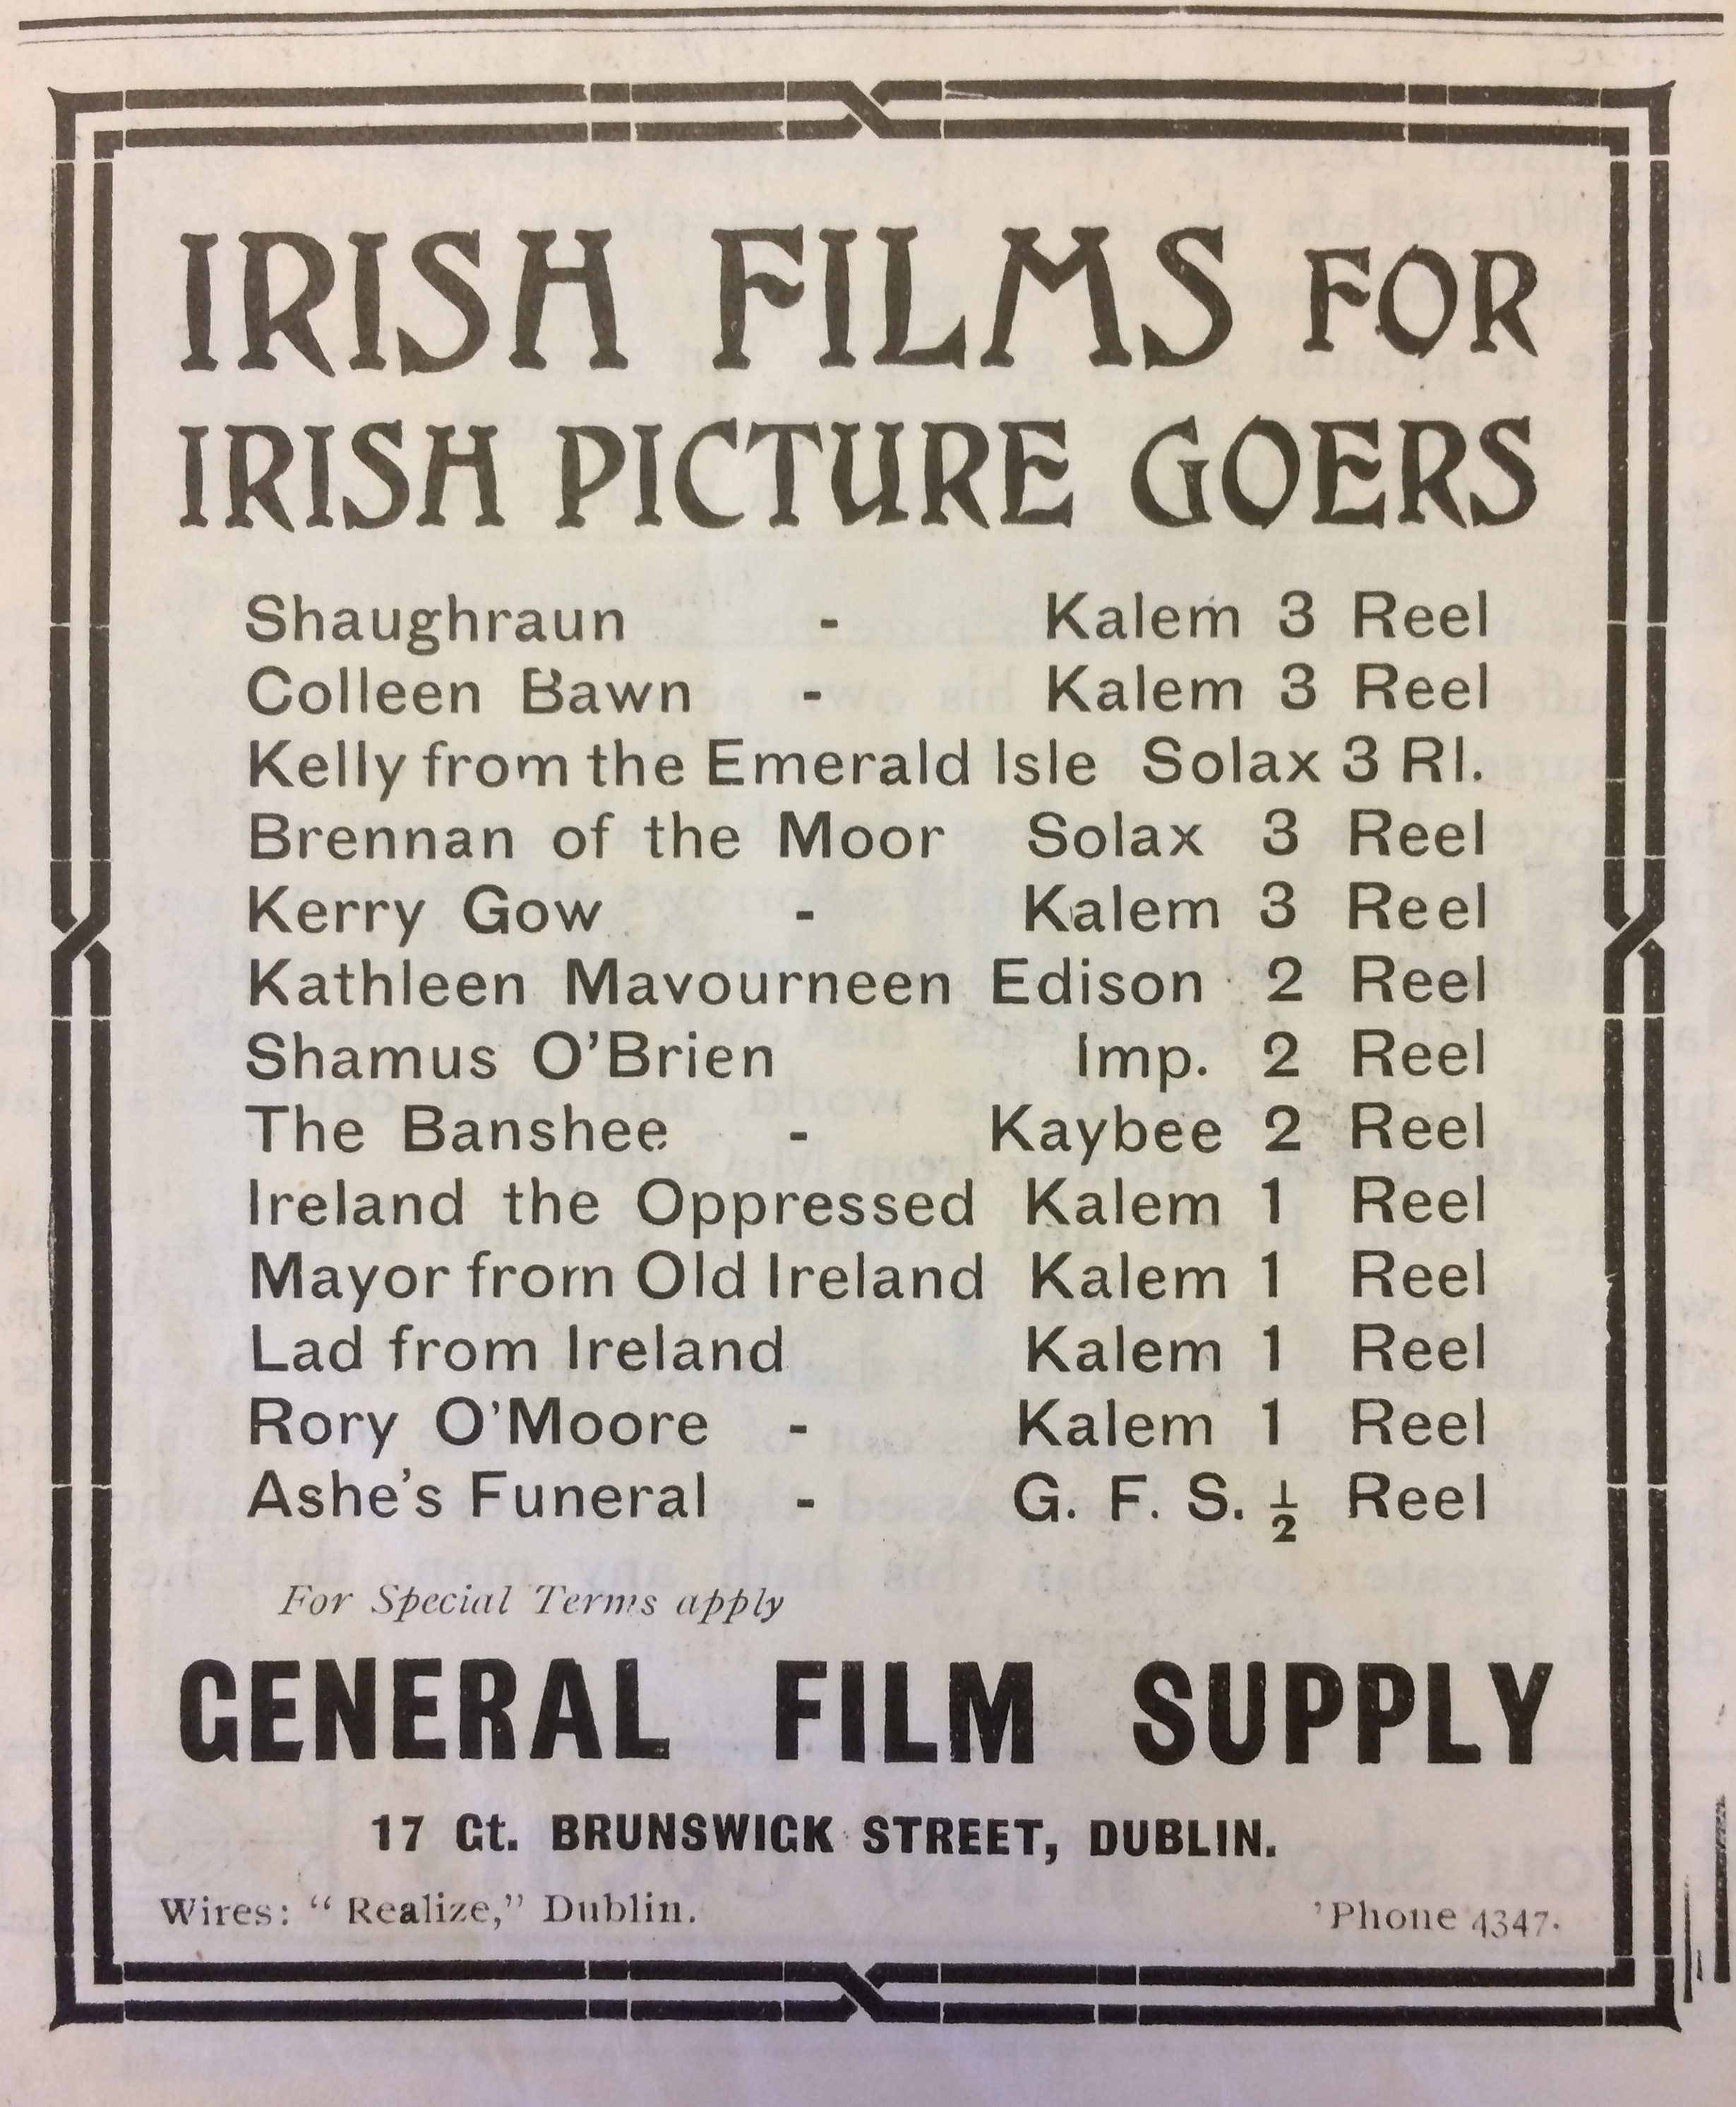 IRISH FILMS FOR
IRISH PICTURE GOERS
Shaughraun - Kalem 3 Reel
Colleen Bawn - Kalem 3 Reel
Kelly from the Emerald Isle Solax 3 Rl.
Brennan of the Moor Solax 3 Reel
Kerry Gow - Kalem 3 Reel
Kathleen Mavourneen Edison 2 Reel
Shamus O'Brien Imp. 2 Reel
The Banshee - Kaybee 2 Reel
Ireland the Oppressed Kalem 1 Reel
Mayor from Old Ireland Kalem 1 Reel
Lad from Ireland Kalem 1 Reel
Rory O'Moore - Kalem 1 Reel
Ashe's Funeral - G. F. S. ½ Reel
For Special Terms apply
GENERAL FILM SUPPLY
17 Gt. BRUNSWICK STREET, DUBLIN.
Wires: "Realize," Dublin. 'Phone 4347.